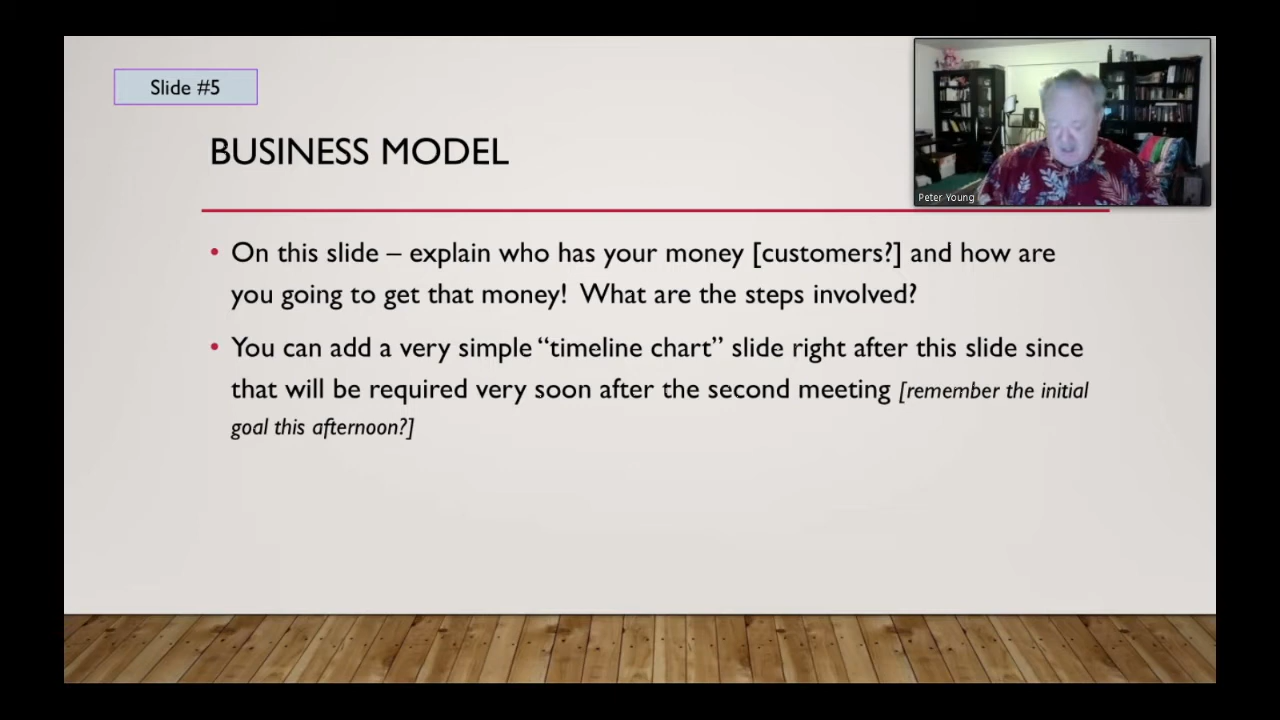 Slide #5
BUSINESS MODEL
Peter Young
• On this slide – explain who has your money [customers?] and how are
you going to get that money!  What are the steps involved?
• You can add a very simple “timeline chart” slide right after this slide since
that will be required very soon after the second meeting [remember the initial
goal this afternoon?]